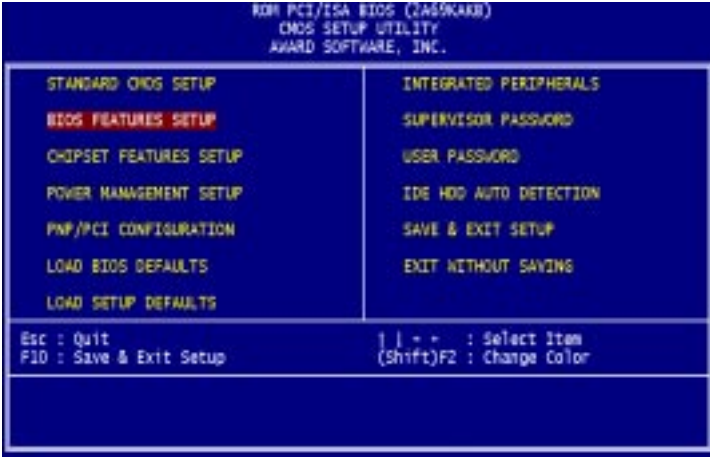 ROM PCI/ISA BIOS (2A69KAKB)
CMOS SETUP UTILITY
AWARD SOFTWARE, INC.
STANDARD CMOS SETUP
BIOS FEATURES SETUP
CHIPSET FEATURES SETUP
POWER MANAGEMENT SETUP
PNP/PCI CONFIGURATION
LOAD BIOS DEFAULTS
LOAD SETUP DEFAULTS
INTEGRATED PERIPHERALS
SUPERVISOR PASSWORD
USER PASSWORD
IDE HDD AUTO DETECTION
SAVE & EXIT SETUP
EXIT WITHOUT SAVING
Esc : Quit
F10 : Save & Exit Setup
: Select Item
(Shift)F2 : Change Color